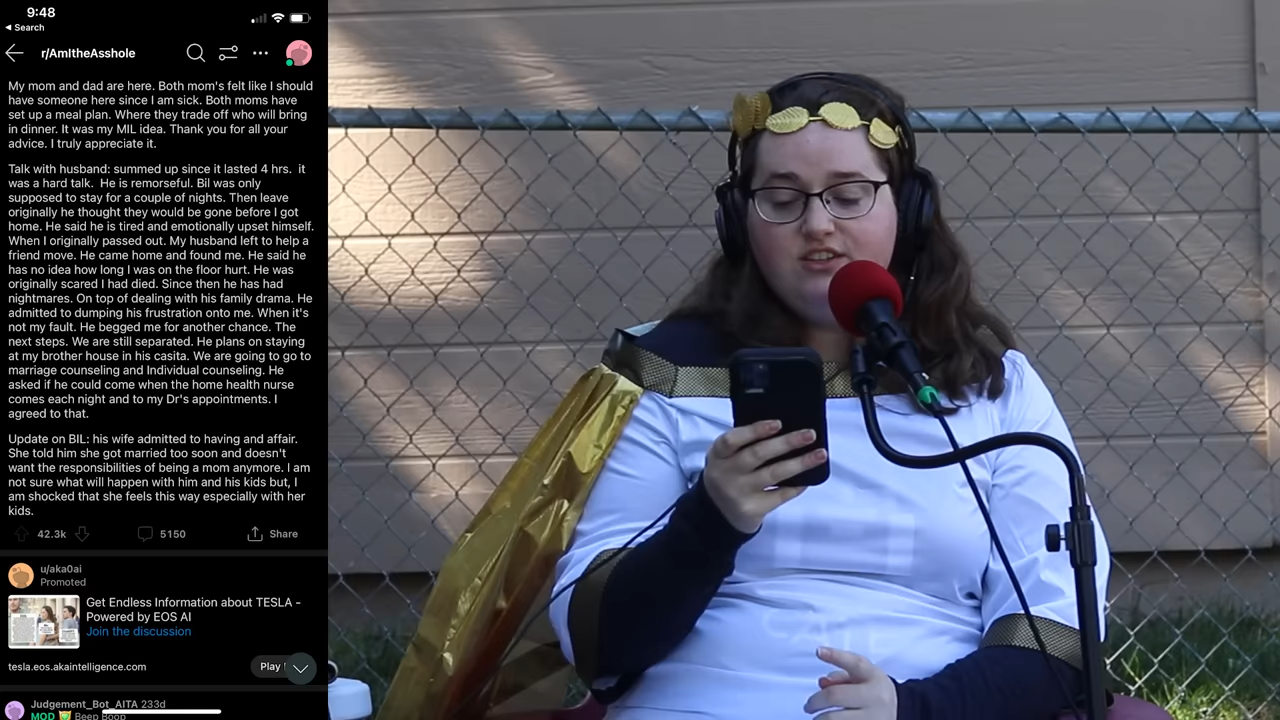 9:48
Search
r/AmItheAsshole
My mom and dad are here. Both mom's felt like I should
have someone here since I am sick. Both moms have
set up a meal plan. Where they trade off who will bring
in dinner. It was my MIL idea. Thank you for all your
advice. I truly appreciate it.
Talk with husband: summed up since it lasted 4 hrs. it
was a hard talk. He is remorseful. Bil was only
supposed to stay for a couple of nights. Then leave
originally he thought they would be gone before I got
home. He said he is tired and emotionally upset himself.
When I originally passed out. My husband left to help a
friend move. He came home and found me. He said he
has no idea how long I was on the floor hurt. He was
originally scared I had died. Since then he has had
nightmares. On top of dealing with his family drama. He
admitted to dumping his frustration onto me. When it's
not my fault. He begged me for another chance. The
next steps. We are still separated. He plans on staying
at my brother house in his casita. We are going to go to
marriage counseling and Individual counseling. He
asked if he could come when the home health nurse
comes each night and to my Dr's appointments. I
agreed to that.
Update on BIL: his wife admitted to having and affair.
She told him she got married too soon and doesn't
want the responsibilities of being a mom anymore. I am
not sure what will happen with him and his kids but, I
am shocked that she feels this way especially with her
kids.
42.3k 5150 Share
u/aka0ai
Promoted
Get Endless Information about TESLA -
Powered by EOS AI
Join the discussion
tesla.eos.akaintelligence.com
Play
Judgement_Bot_AITA 233d
MOD Beep Boop